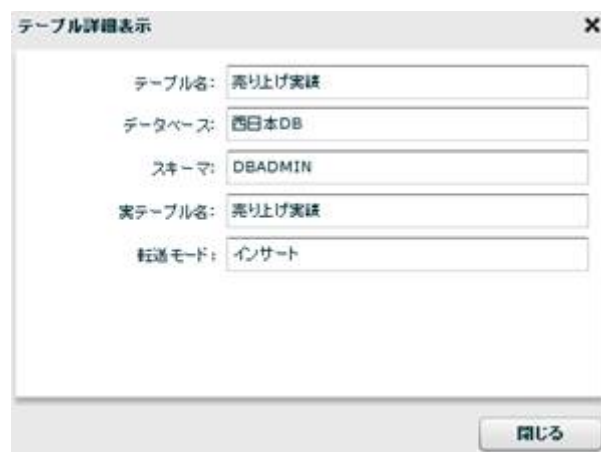 テーブル詳細表示
テーブル名: 売り上げ実績
データベース: 西日本DB
スキーマ: DBADMIN
実テーブル名: 売り上げ実績
転送モード: インサート
閉じる